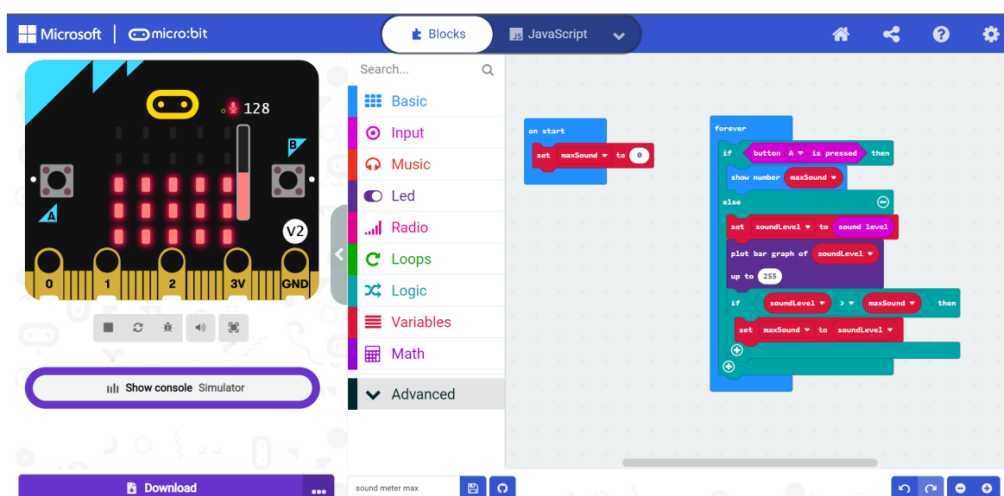 Microsoft micro:bit Blocks JavaScript
128
B
A
V2
0 1 2 3V GND
Show console Simulator
Download
Search...
Basic
Input
Music
Led
Radio
Loops
Logic
Variables
Math
Advanced
on start
set maxSound to 0
forever
if button A is pressed then
show number maxSound
else
set soundLevel to sound level
plot bar graph of soundLevel
up to 255
if soundLevel > maxSound then
set maxSound to soundLevel
sound meter max